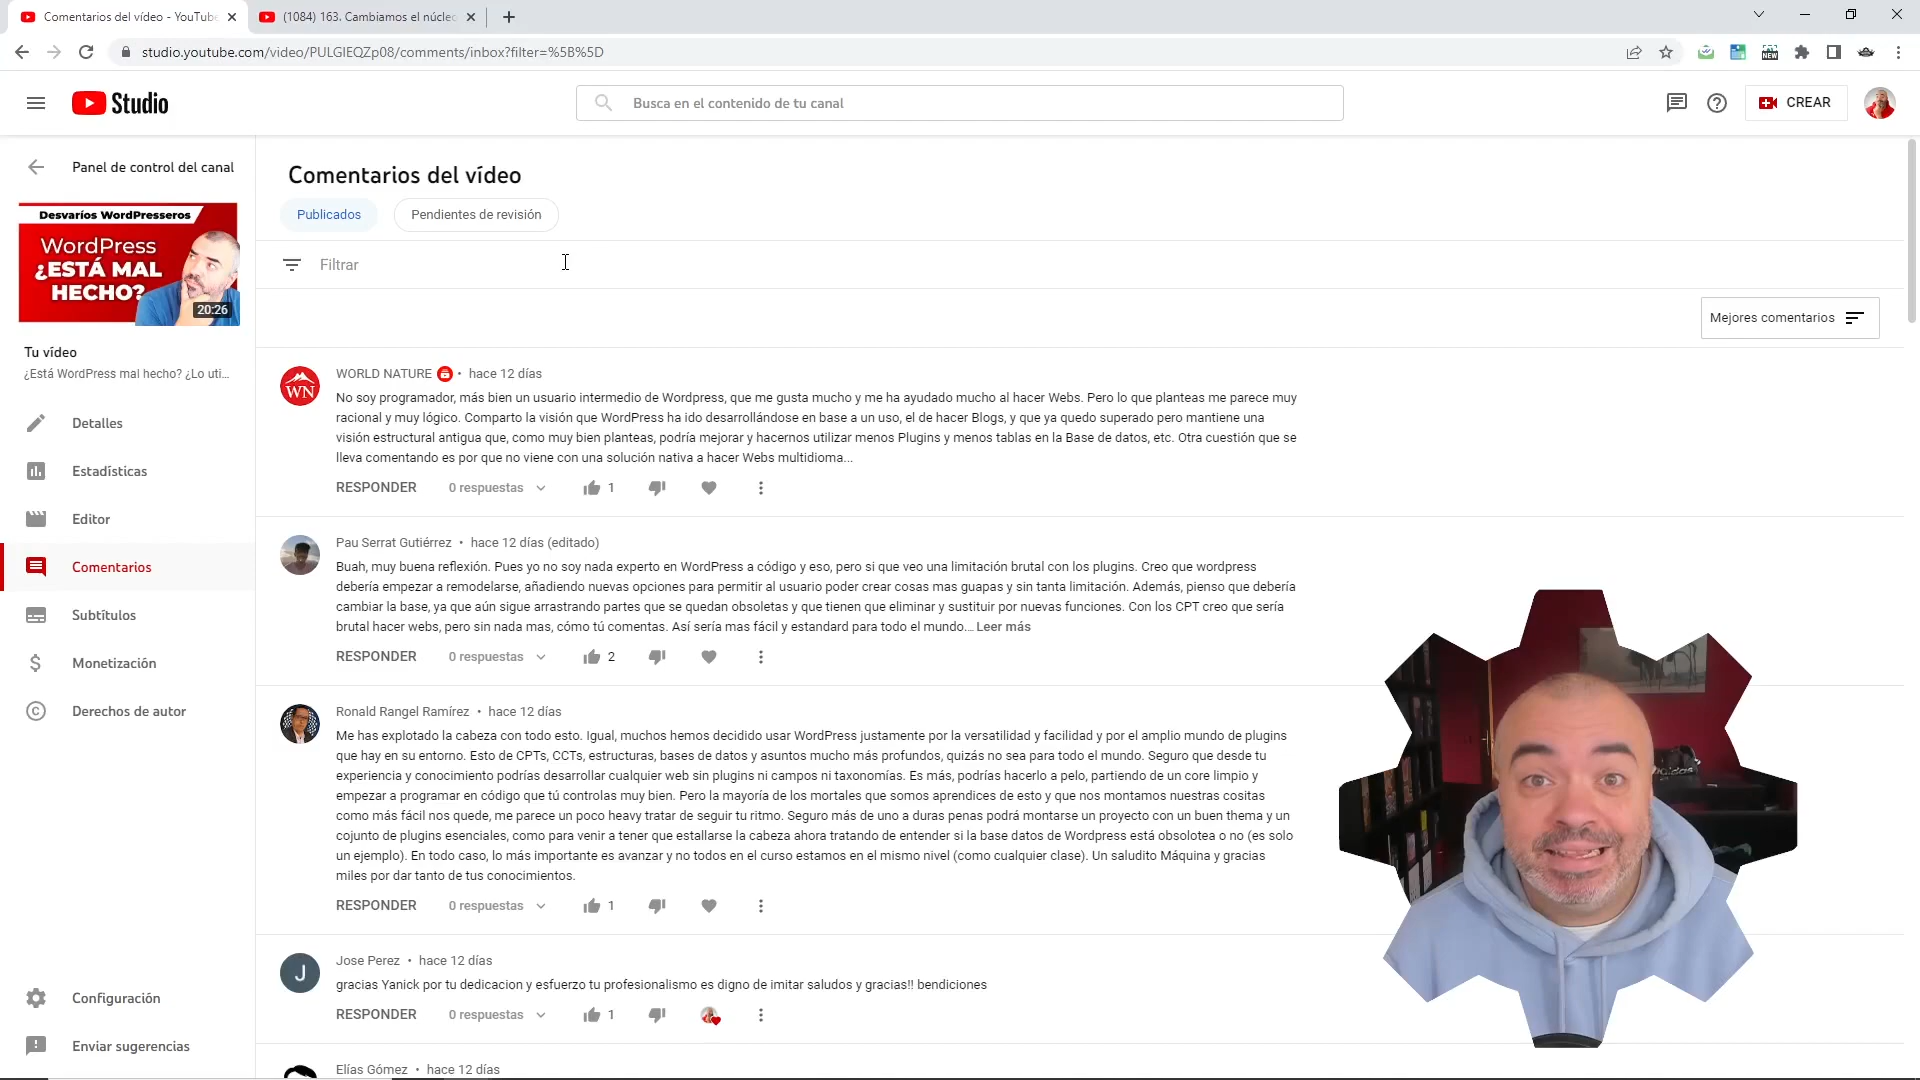 Comentarios del vídeo - YouTube
(1084) 163. Cambiamos el núcleo
studio.youtube.com/video/PULGIEQZp08/comments/inbox?filter=%5B%5D
NEW
Studio
Busca en el contenido de tu canal
CREAR
Panel de control del canal
Desvaríos WordPresseros
WordPress
¿ESTÁ MAL
HECHO?
20:26
Tu vídeo
¿Está WordPress mal hecho? ¿Lo uti...
Detalles
Estadísticas
Editor
Comentarios
Subtítulos
Monetización
Derechos de autor
Configuración
Enviar sugerencias
Comentarios del vídeo
Publicados
Pendientes de revisión
Filtrar
Mejores comentarios
WN
WORLD NATURE • hace 12 días
No soy programador, más bien un usuario intermedio de Wordpress, que me gusta mucho y me ha ayudado mucho al hacer Webs. Pero lo que planteas me parece muy
racional y muy lógico. Comparto la visión que WordPress ha ido desarrollándose en base a un uso, el de hacer Blogs, y que ya quedo superado pero mantiene una
visión estructural antigua que, como muy bien planteas, podría mejorar y hacernos utilizar menos Plugins y menos tablas en la Base de datos, etc. Otra cuestión que se
lleva comentando es por que no viene con una solución nativa a hacer Webs multidioma...
RESPONDER 0 respuestas 1
Pau Serrat Gutiérrez • hace 12 días (editado)
Buah, muy buena reflexión. Pues yo no soy nada experto en WordPress a código y eso, pero si que veo una limitación brutal con los plugins. Creo que wordpress
debería empezar a remodelarse, añadiendo nuevas opciones para permitir al usuario poder crear cosas mas guapas y sin tanta limitación. Además, pienso que debería
cambiar la base, ya que aún sigue arrastrando partes que se quedan obsoletas y que tienen que eliminar y sustituir por nuevas funciones. Con los CPT creo que sería
brutal hacer webs, pero sin nada mas, cómo tú comentas. Así sería mas fácil y estandard para todo el mundo... Leer más
RESPONDER 0 respuestas 2
Ronald Rangel Ramírez • hace 12 días
Me has explotado la cabeza con todo esto. Igual, muchos hemos decidido usar WordPress justamente por la versatilidad y facilidad y por el amplio mundo de plugins
que hay en su entorno. Esto de CPTs, CCTs, estructuras, bases de datos y asuntos mucho más profundos, quizás no sea para todo el mundo. Seguro que desde tu
experiencia y conocimiento podrías desarrollar cualquier web sin plugins ni campos ni taxonomías. Es más, podrías hacerlo a pelo, partiendo de un core limpio y
empezar a programar en código que tú controlas muy bien. Pero la mayoría de los mortales que somos aprendices de esto y que nos montamos nuestras cositas
como más fácil nos quede, me parece un poco heavy tratar de seguir tu ritmo. Seguro más de uno a duras penas podrá montarse un proyecto con un buen thema y un
cojunto de plugins esenciales, como para venir a tener que estallarse la cabeza ahora tratando de entender si la base datos de Wordpress está obsolotea o no (es solo
un ejemplo). En todo caso, lo más importante es avanzar y no todos en el curso estamos en el mismo nivel (como cualquier clase). Un saludito Máquina y gracias
miles por dar tanto de tus conocimientos.
RESPONDER 0 respuestas 1
J
Jose Perez • hace 12 días
gracias Yanick por tu dedicacion y esfuerzo tu profesionalismo es digno de imitar saludos y gracias!! bendiciones
RESPONDER 0 respuestas 1
Elías Gómez • hace 12 días